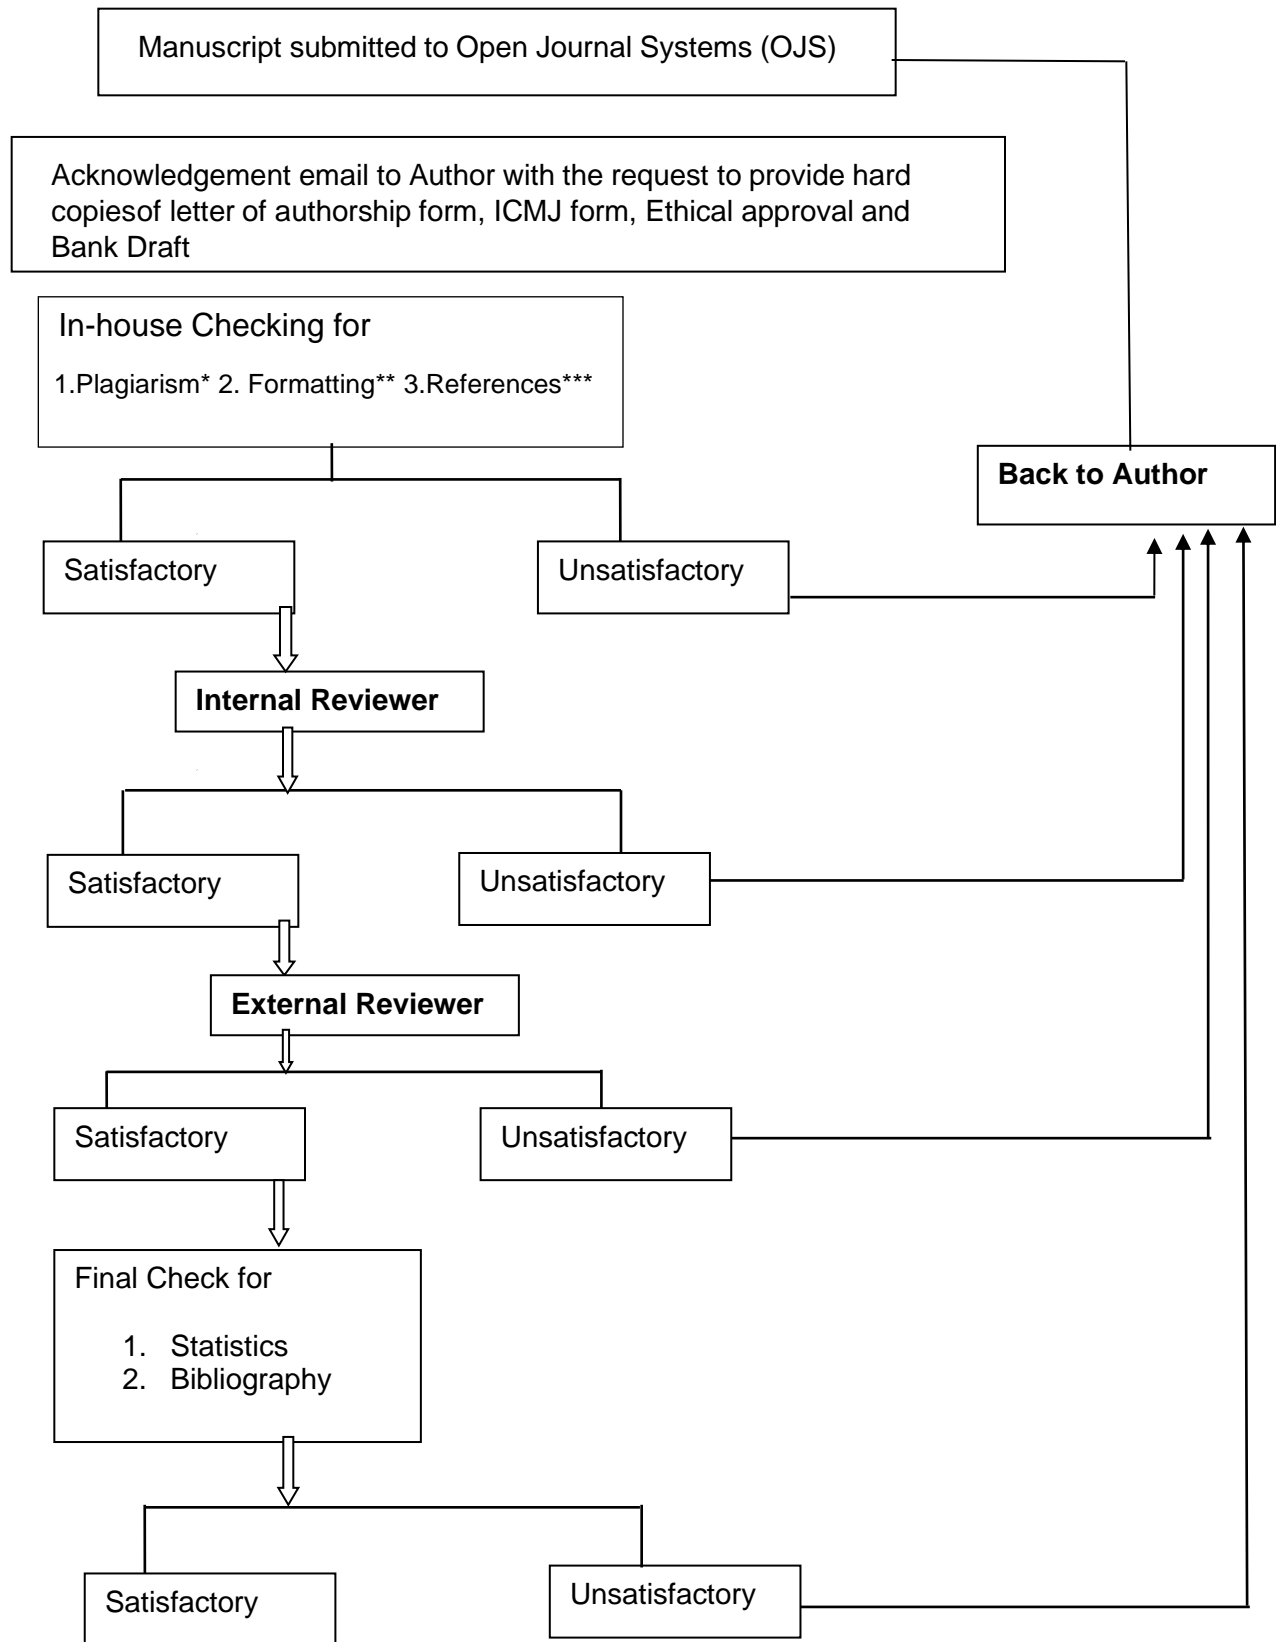 Manuscript submitted to Open Journal Systems (OJS)
Acknowledgement email to Author with the request to provide hard
copiesof letter of authorship form, ICMJ form, Ethical approval and
Bank Draft
In-house Checking for
1.Plagiarism* 2. Formatting** 3.References***
Back to Author
Satisfactory
Unsatisfactory
Internal Reviewer
Satisfactory
Unsatisfactory
External Reviewer
Satisfactory
Unsatisfactory
Final Check for
1. Statistics
2. Bibliography
Satisfactory
Unsatisfactory